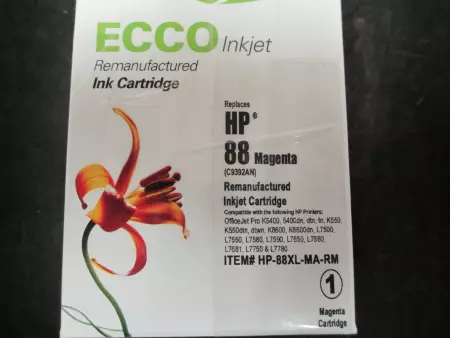 ECCO Inkjet
Remanufactured
Ink Cartridge
Replaces
HP®
88 Magenta
(C9392AN)
Remanufactured
Inkjet Cartridge
Compatible with the following HP Printers:
OfficeJet Pro K5400, 5400dn, dtn, tn, K550,
K550dtn, dtwn, K8600, K8600dn, L7500,
L7550, L7580, L7590, L7650, L7680,
L7681, L7750 & L7780
ITEM# HP-88XL-MA-RM
1
Magenta
Cartridge